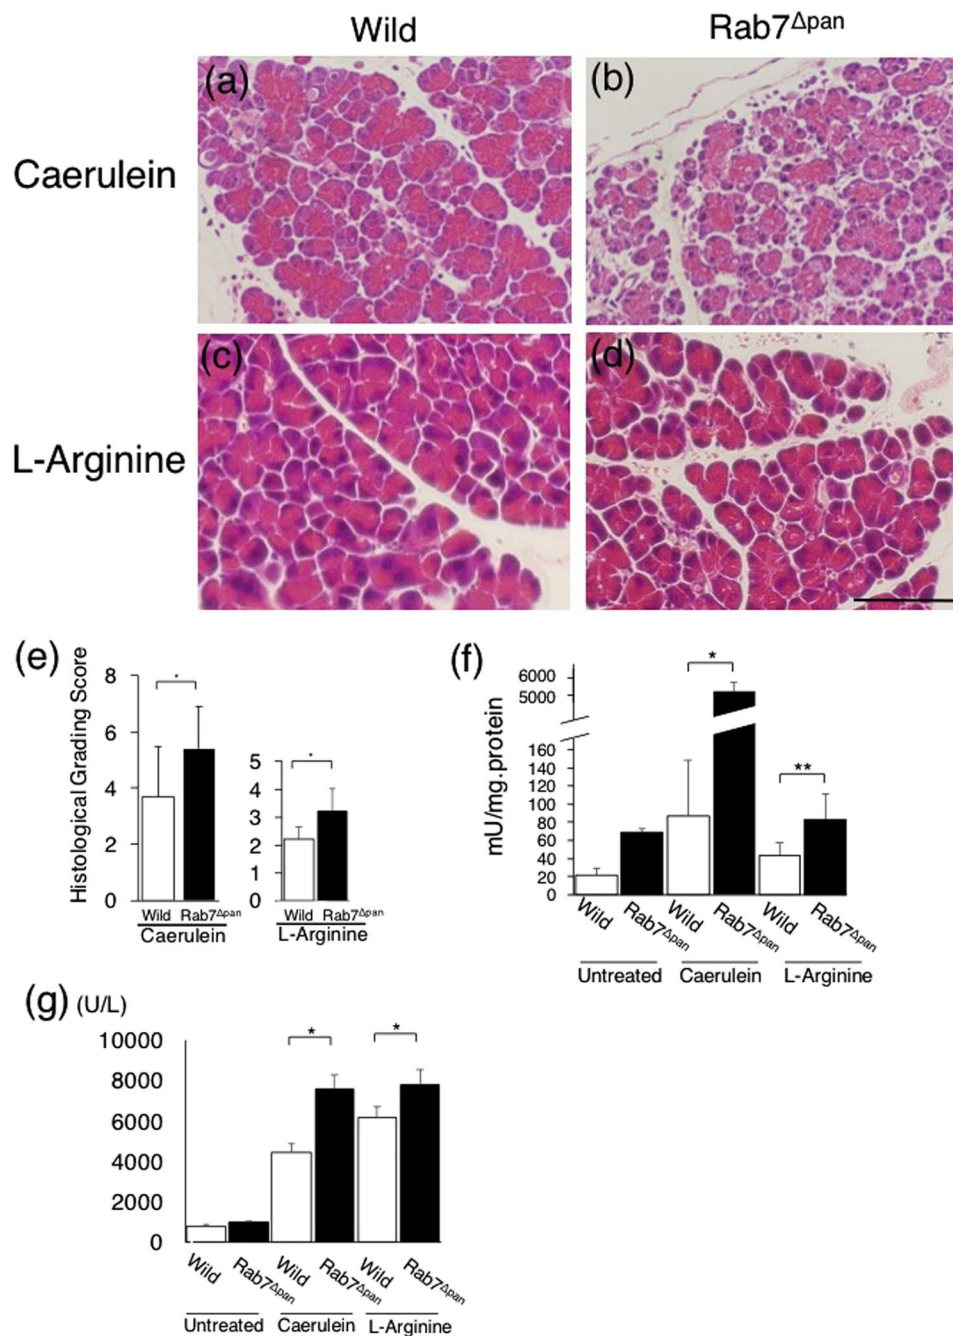 Wild
Rab7Δpan
(a)
(b)
Caerulein
(c)
(d)
L-Arginine
(e)
Histological Grading Score
8
6
4
2
0
*
Wild Rab7Δpan
Caerulein
5
4
3
2
1
0
*
Wild Rab7Δpan
L-Arginine
(f)
mU/mg.protein
6000
5000
160
140
120
100
80
60
40
20
0
*
**
Wild
Rab7Δpan
Wild
Rab7Δpan
Wild
Rab7Δpan
Untreated
Caerulein
L-Arginine
(g) (U/L)
10000
8000
6000
4000
2000
0
*
*
Wild
Rab7Δpan
Wild
Rab7Δpan
Wild
Rab7Δpan
Untreated
Caerulein
L-Arginine